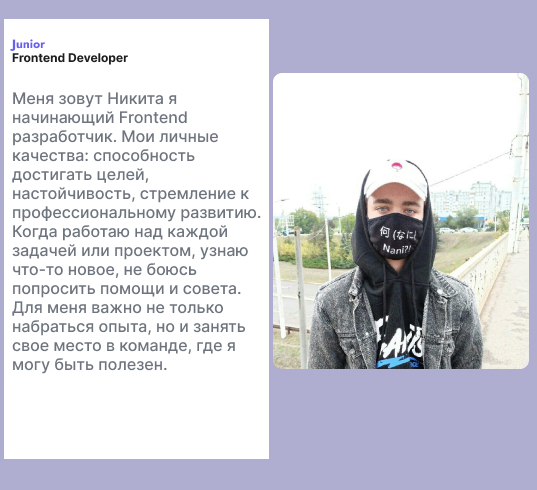 Junior
Frontend Developer
Меня зовут Никита я
начинающий Frontend
разработчик. Мои личные
качества: способность
достигать целей,
настойчивость, стремление к
профессиональному развитию.
Когда работаю над каждой
задачей или проектом, узнаю
что-то новое, не боюсь
попросить помощи и совета.
Для меня важно не только
набраться опыта, но и занять
свое место в команде, где я
могу быть полезен.
何 (なに)
Nani?!